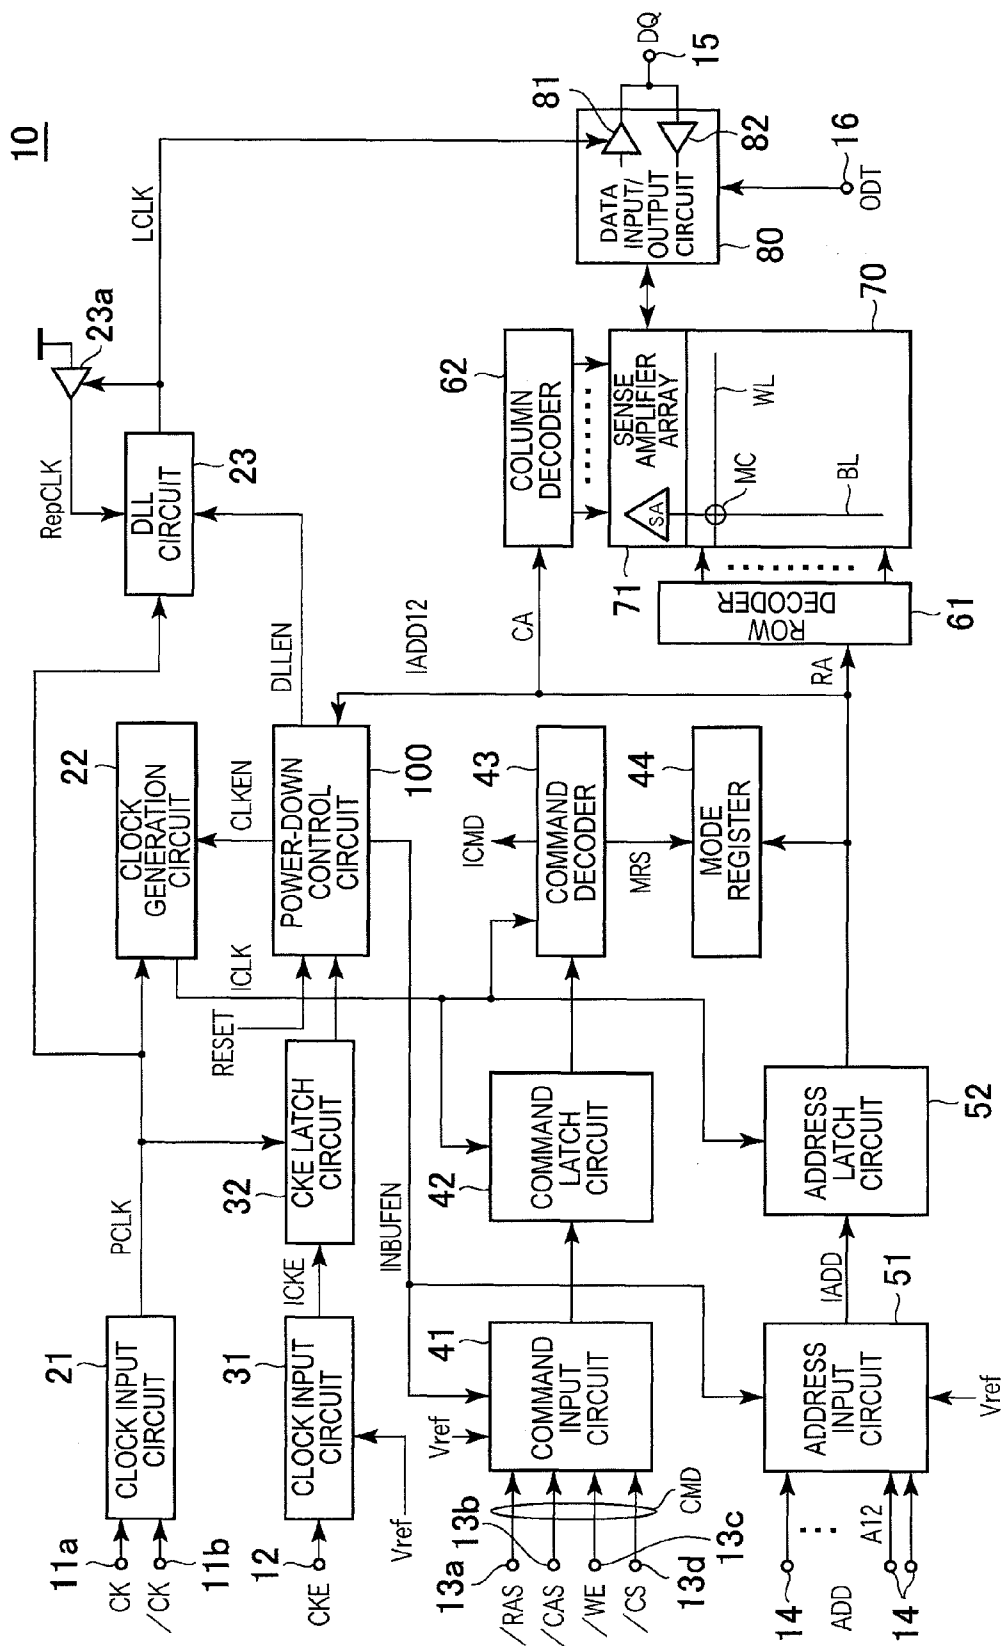 10
CK
/CK
11a
11b
CLOCK INPUT
CIRCUIT
21
PCLK
CLOCK
GENERATION
CIRCUIT
22
DLL
CIRCUIT
23
RepCLK
23a
LCLK
CKE
12
CLOCK INPUT
CIRCUIT
31
Vref
ICKE
CKE LATCH
CIRCUIT
32
RESET
ICLK
CLKEN
POWER-DOWN
CONTROL
CIRCUIT
100
DLLEN
IADD12
INBUFEN
/RAS
/CAS
/WE
/CS
13a
13b
13c
13d
CMD
Vref
COMMAND
INPUT
CIRCUIT
41
COMMAND
LATCH
CIRCUIT
42
ICMD
COMMAND
DECODER
43
MRS
MODE
REGISTER
44
CA
COLUMN
DECODER
62
SENSE
AMPLIFIER
ARRAY
SA
71
MC
WL
BL
70
ROW
DECODER
61
RA
DATA
INPUT/
OUTPUT
CIRCUIT
80
81
82
DQ
15
16
ODT
ADD
14
14
A12
ADDRESS
INPUT
CIRCUIT
51
Vref
IADD
ADDRESS
LATCH
CIRCUIT
52